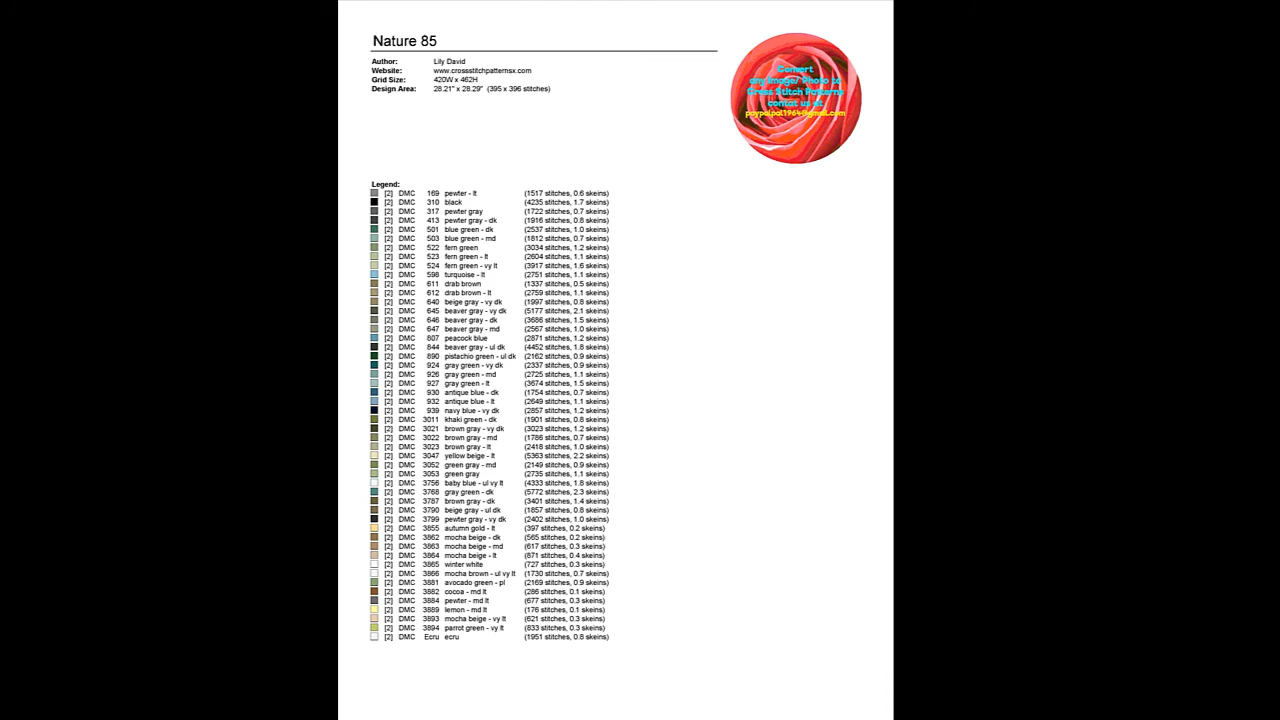 Nature 85
Author: Lily David
Website: www.crossstitchpatternsx.com
Grid Size: 420W x 462H
Design Area: 28.21" x 28.29" (395 x 396 stitches)
Convert
any Image/ Photo to
Cross Stitch Patterns
contat us at
paypalpal1964@gmail.com
Legend:
[2] DMC 169 pewter - lt (1517 stitches, 0.6 skeins)
[2] DMC 310 black (4235 stitches, 1.7 skeins)
[2] DMC 317 pewter gray (1722 stitches, 0.7 skeins)
[2] DMC 413 pewter gray - dk (1916 stitches, 0.8 skeins)
[2] DMC 501 blue green - dk (2537 stitches, 1.0 skeins)
[2] DMC 503 blue green - md (1812 stitches, 0.7 skeins)
[2] DMC 522 fern green (3034 stitches, 1.2 skeins)
[2] DMC 523 fern green - lt (2604 stitches, 1.1 skeins)
[2] DMC 524 fern green - vy lt (3917 stitches, 1.6 skeins)
[2] DMC 598 turquoise - lt (2751 stitches, 1.1 skeins)
[2] DMC 611 drab brown (1337 stitches, 0.5 skeins)
[2] DMC 612 drab brown - lt (2759 stitches, 1.1 skeins)
[2] DMC 640 beige gray - vy dk (1997 stitches, 0.8 skeins)
[2] DMC 645 beaver gray - vy dk (5177 stitches, 2.1 skeins)
[2] DMC 646 beaver gray - dk (3686 stitches, 1.5 skeins)
[2] DMC 647 beaver gray - md (2567 stitches, 1.0 skeins)
[2] DMC 807 peacock blue (2871 stitches, 1.2 skeins)
[2] DMC 844 beaver gray - ul dk (4452 stitches, 1.8 skeins)
[2] DMC 890 pistachio green - ul dk (2162 stitches, 0.9 skeins)
[2] DMC 924 gray green - vy dk (2337 stitches, 0.9 skeins)
[2] DMC 926 gray green - md (2725 stitches, 1.1 skeins)
[2] DMC 927 gray green - lt (3674 stitches, 1.5 skeins)
[2] DMC 930 antique blue - dk (1754 stitches, 0.7 skeins)
[2] DMC 932 antique blue - lt (2649 stitches, 1.1 skeins)
[2] DMC 939 navy blue - vy dk (2857 stitches, 1.2 skeins)
[2] DMC 3011 khaki green - dk (1901 stitches, 0.8 skeins)
[2] DMC 3021 brown gray - vy dk (3023 stitches, 1.2 skeins)
[2] DMC 3022 brown gray - md (1786 stitches, 0.7 skeins)
[2] DMC 3023 brown gray - lt (2418 stitches, 1.0 skeins)
[2] DMC 3047 yellow beige - lt (5363 stitches, 2.2 skeins)
[2] DMC 3052 green gray - md (2149 stitches, 0.9 skeins)
[2] DMC 3053 green gray (2735 stitches, 1.1 skeins)
[2] DMC 3756 baby blue - ul vy lt (4333 stitches, 1.8 skeins)
[2] DMC 3768 gray green - dk (5772 stitches, 2.3 skeins)
[2] DMC 3787 brown gray - dk (3401 stitches, 1.4 skeins)
[2] DMC 3790 beige gray - ul dk (1857 stitches, 0.8 skeins)
[2] DMC 3799 pewter gray - vy dk (2402 stitches, 1.0 skeins)
[2] DMC 3855 autumn gold - lt (397 stitches, 0.2 skeins)
[2] DMC 3862 mocha beige - dk (565 stitches, 0.2 skeins)
[2] DMC 3863 mocha beige - md (617 stitches, 0.3 skeins)
[2] DMC 3864 mocha beige - lt (871 stitches, 0.4 skeins)
[2] DMC 3865 winter white (727 stitches, 0.3 skeins)
[2] DMC 3866 mocha brown - ul vy lt (1730 stitches, 0.7 skeins)
[2] DMC 3881 avocado green - pl (2169 stitches, 0.9 skeins)
[2] DMC 3882 cocoa - md lt (286 stitches, 0.1 skeins)
[2] DMC 3884 pewter - md lt (677 stitches, 0.3 skeins)
[2] DMC 3889 lemon - md lt (176 stitches, 0.1 skeins)
[2] DMC 3893 mocha beige - vy lt (621 stitches, 0.3 skeins)
[2] DMC 3894 parrot green - vy lt (833 stitches, 0.3 skeins)
[2] DMC Ecru ecru (1951 stitches, 0.8 skeins)